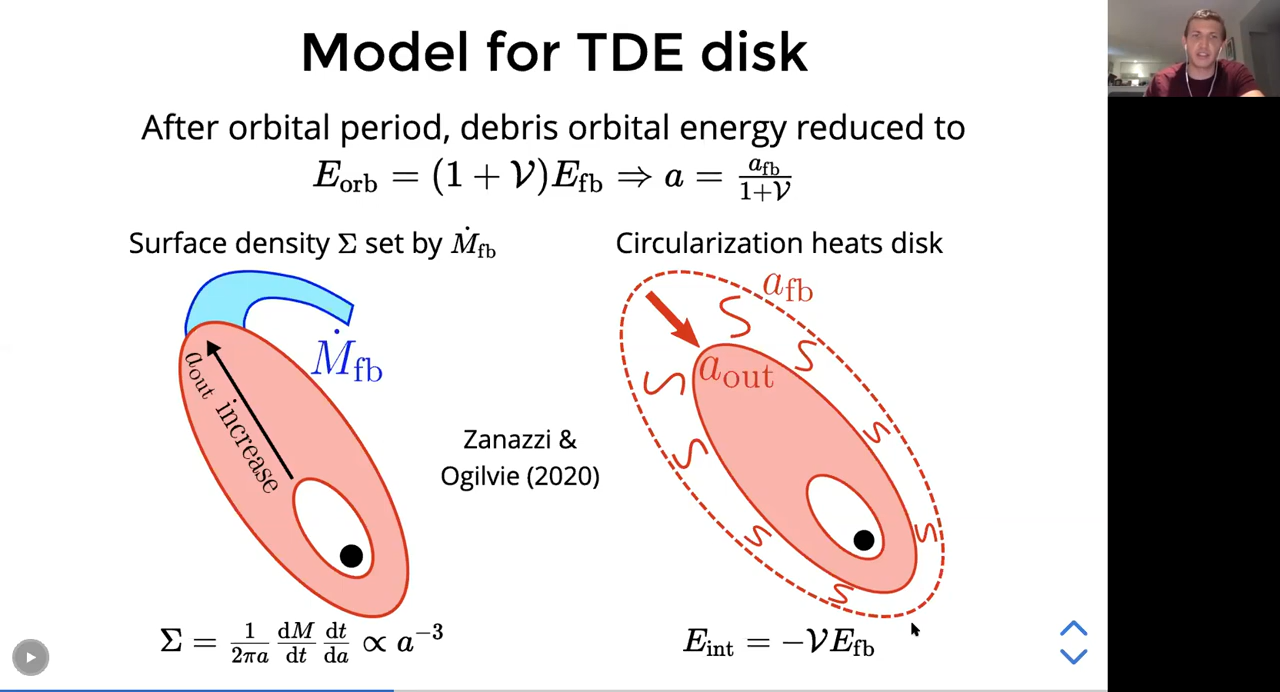 Model for TDE disk
After orbital period, debris orbital energy reduced to
E_orb = (1 + 𝒱)E_fb ⇒ a = a_fb/(1+𝒱)
Surface density Σ set by Ṁ_fb
Circularization heats disk
Ṁ_fb
a_out increase
a_fb
a_out
Zanazzi &
Ogilvie (2020)
Σ = 1/(2πa) dM/dt dt/da ∝ a^−3
E_int = −𝒱E_fb